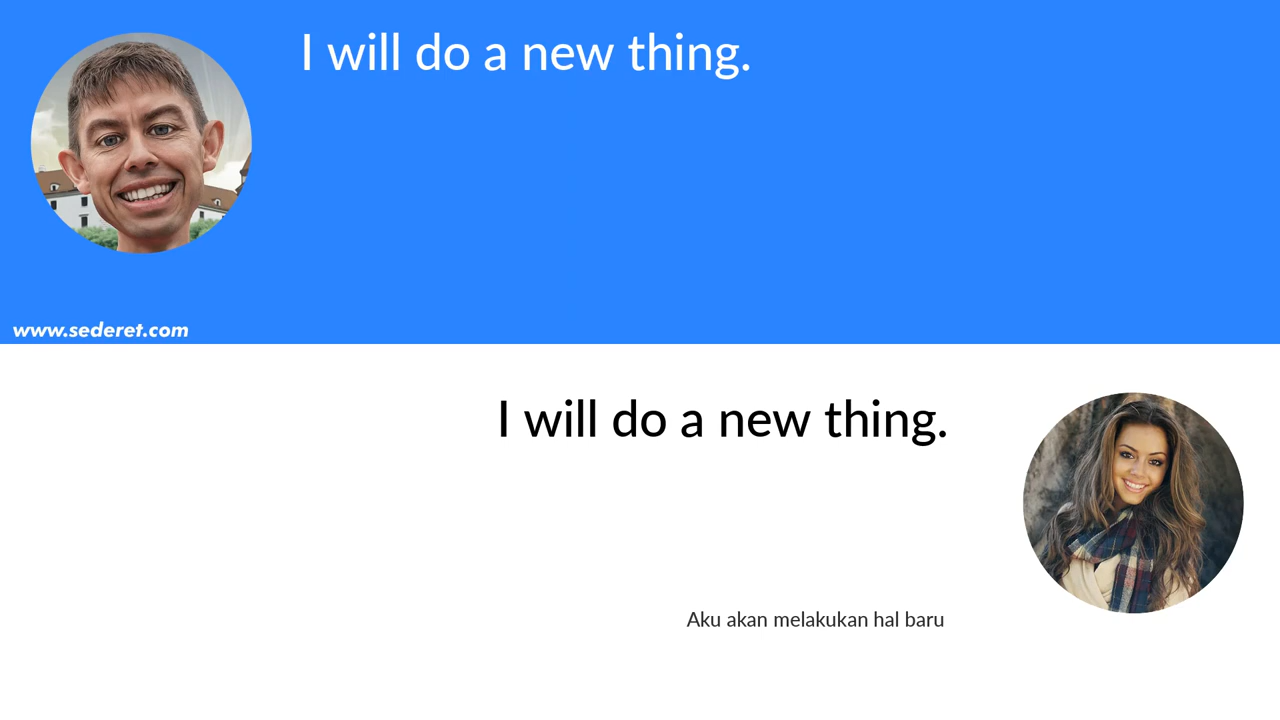 I will do a new thing.
www.sederet.com
I will do a new thing.
Aku akan melakukan hal baru